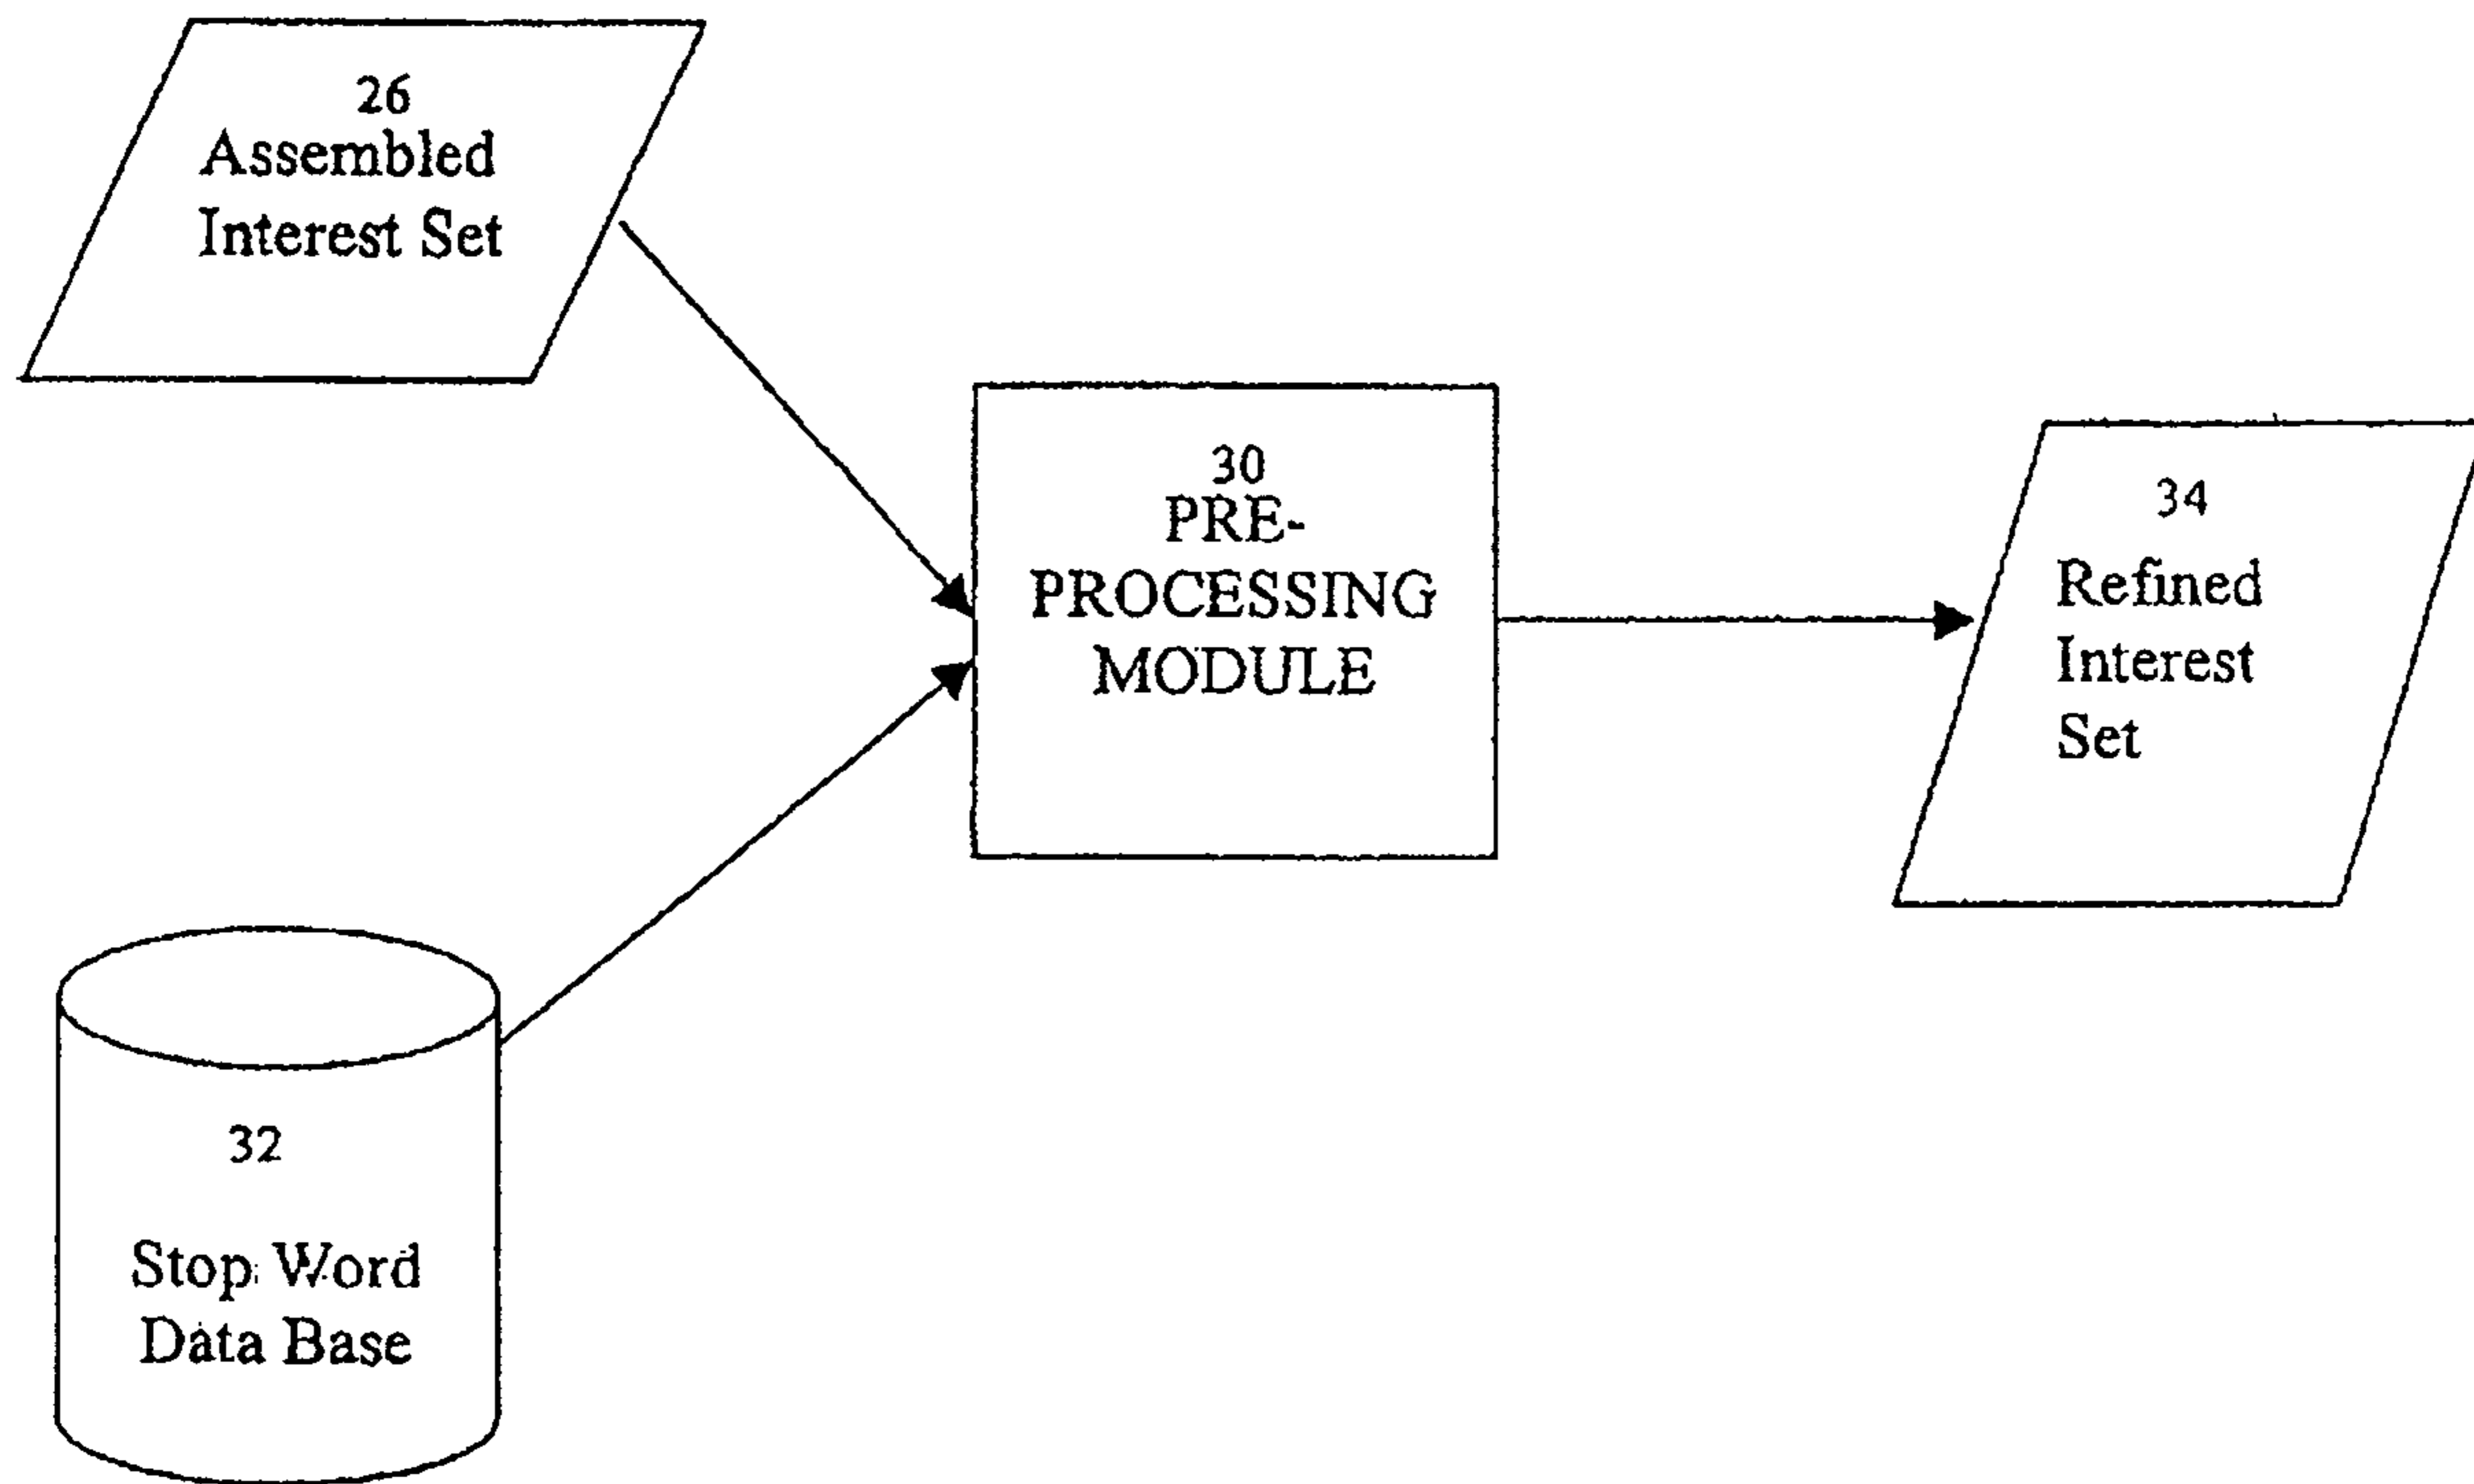 26
Assembled
Interest Set
30
PRE-
PROCESSING
MODULE
34
Refined
Interest
Set
32
Stop Word
Data Base